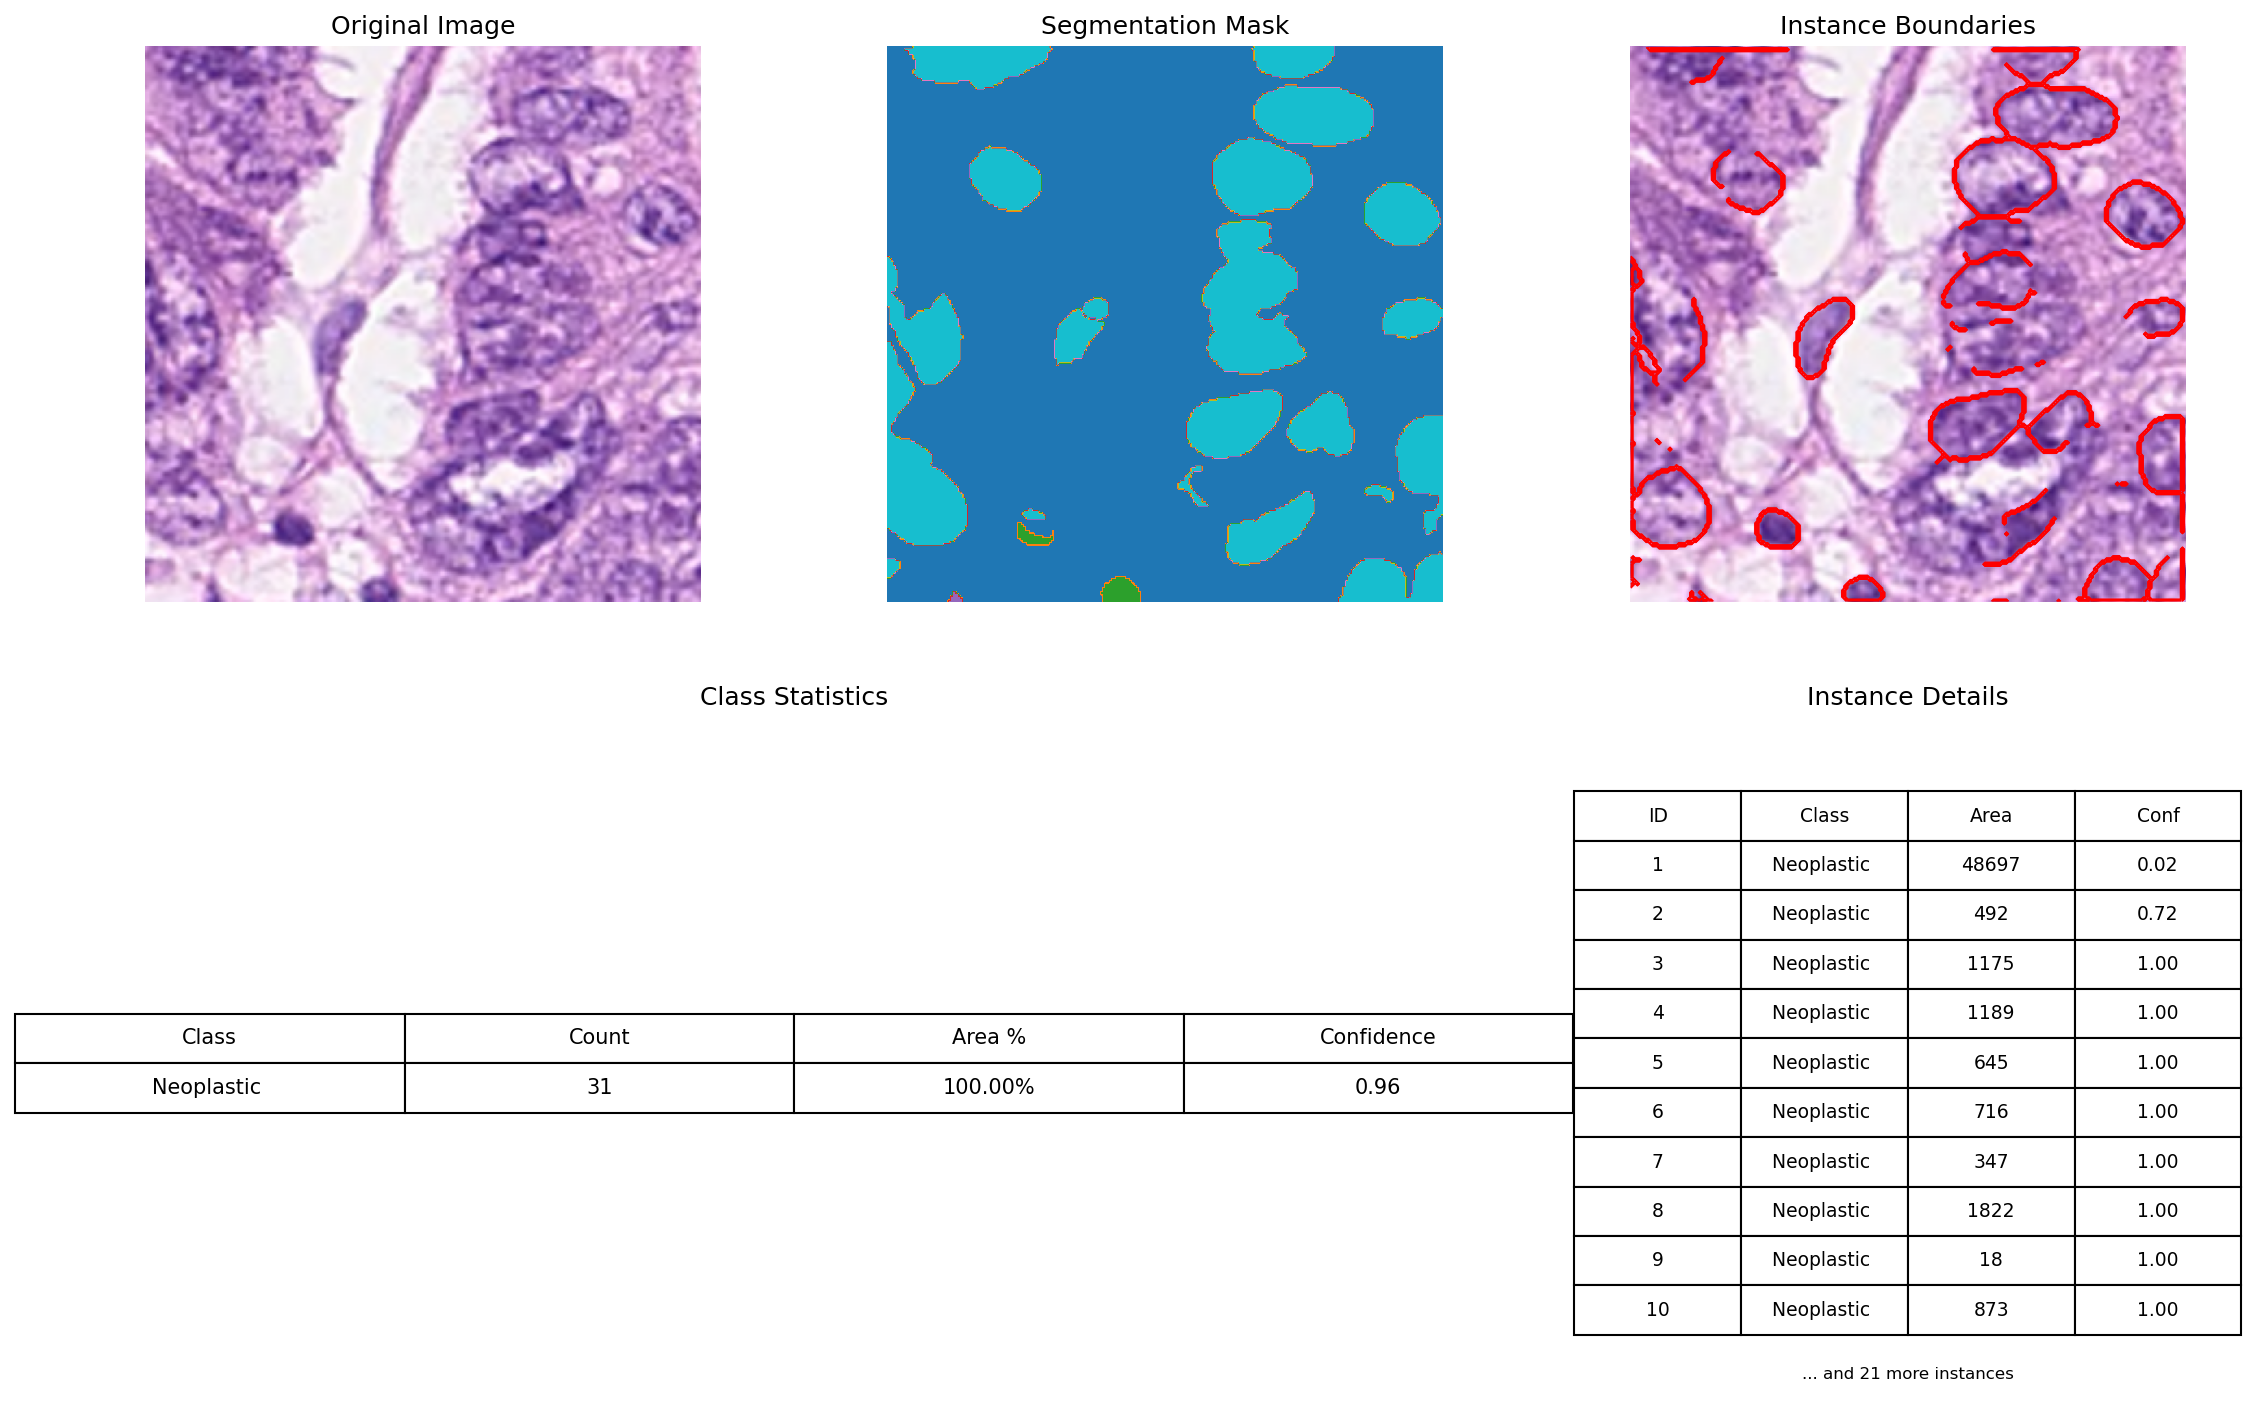 Original Image
Segmentation Mask
Instance Boundaries
Class Statistics
Class Count Area % Confidence
Neoplastic 31 100.00% 0.96
Instance Details
ID Class Area Conf
1 Neoplastic 48697 0.02
2 Neoplastic 492 0.72
3 Neoplastic 1175 1.00
4 Neoplastic 1189 1.00
5 Neoplastic 645 1.00
6 Neoplastic 716 1.00
7 Neoplastic 347 1.00
8 Neoplastic 1822 1.00
9 Neoplastic 18 1.00
10 Neoplastic 873 1.00
... and 21 more instances